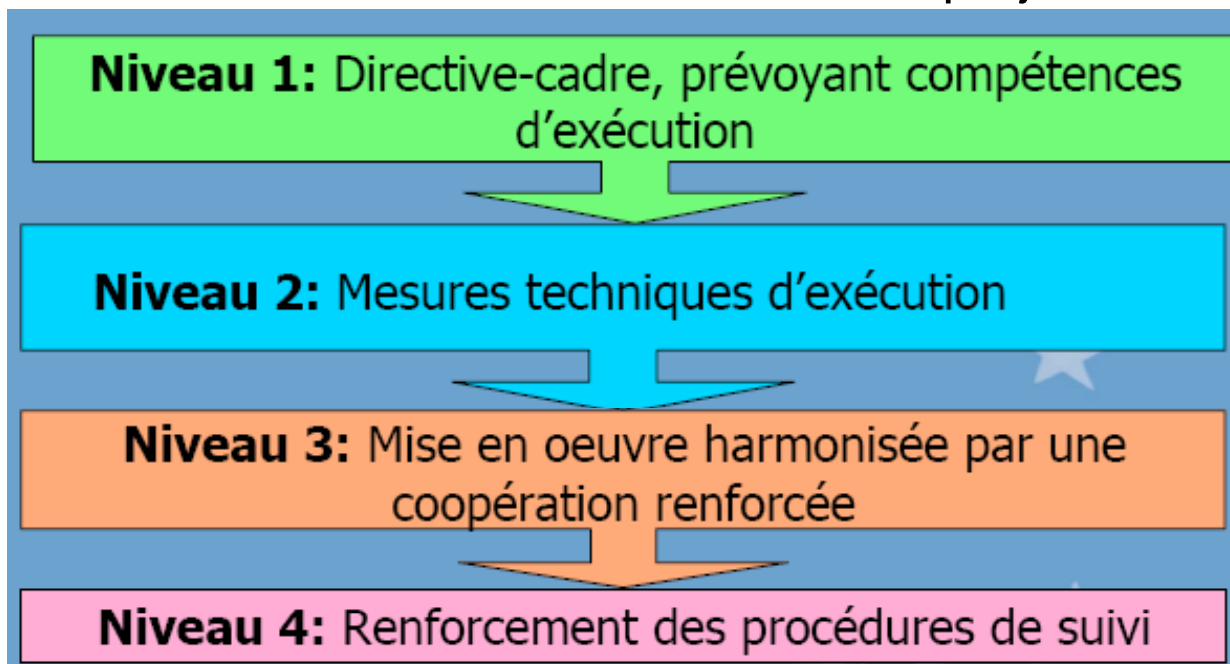 Niveau 1: Directive-cadre, prévoyant compétences
d’exécution
Niveau 2: Mesures techniques d’exécution
Niveau 3: Mise en oeuvre harmonisée par une
coopération renforcée
Niveau 4: Renforcement des procédures de suivi